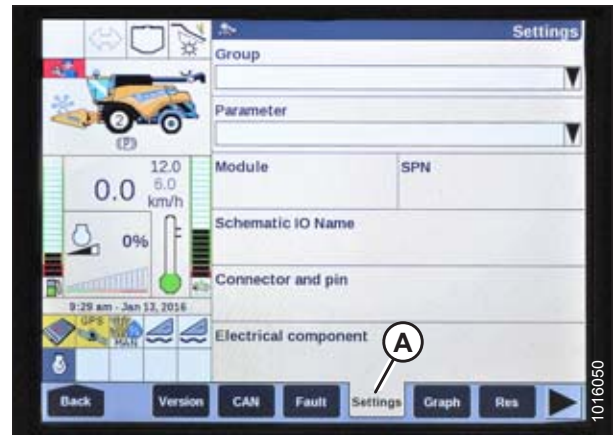 Settings
Group
Parameter
2
(P)
12.0
6.0
0.0
km/h
Module
SPN
0%
Schematic IO Name
Connector and pin
9:29 am - Jan 13, 2016
GPS
MAN
Electrical component
A
Back
Version
CAN
Fault
Settings
Graph
Res
1016050